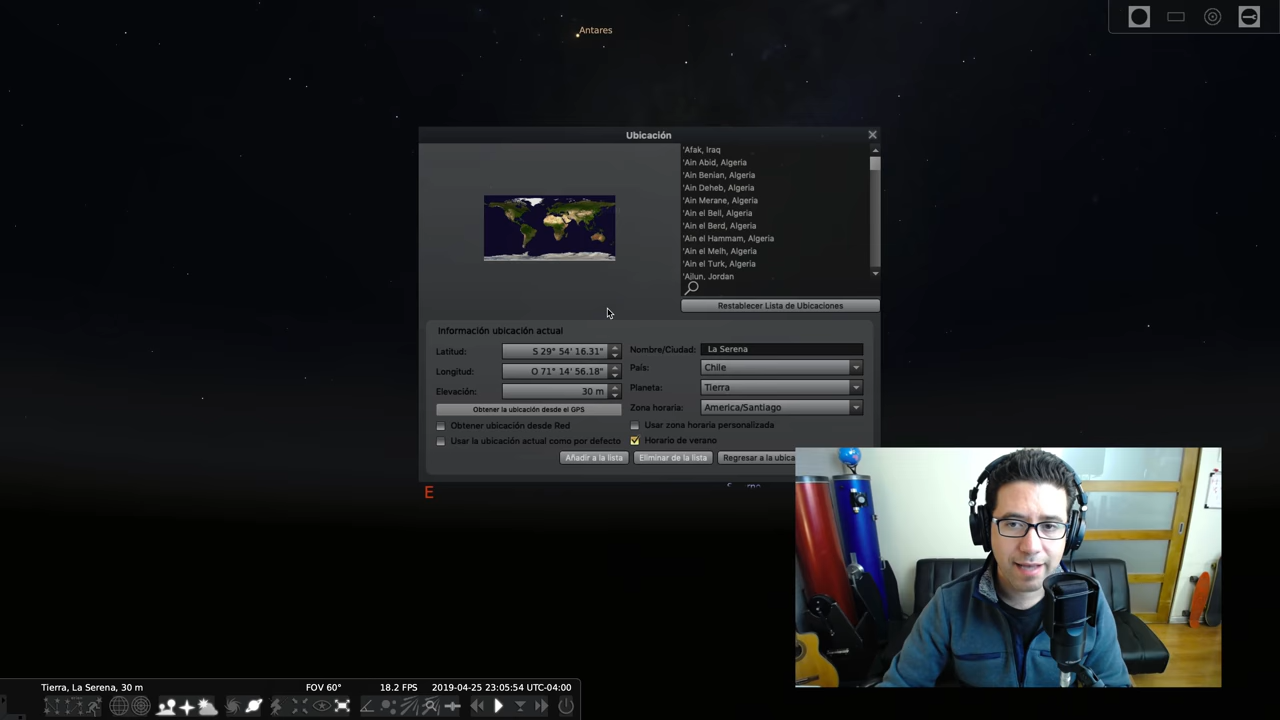 Antares
Ubicación
'Afak, Iraq
'Ain Abid, Algeria
'Ain Benian, Algeria
'Ain Deheb, Algeria
'Ain Merane, Algeria
'Ain el Bell, Algeria
'Ain el Berd, Algeria
'Ain el Hammam, Algeria
'Ain el Melh, Algeria
'Ain el Turk, Algeria
'Ajlun, Jordan
Restablecer Lista de Ubicaciones
Información ubicación actual
Latitud: S 29° 54' 16.31"
Longitud: O 71° 14' 56.18"
Elevación: 30 m
Obtener la ubicación desde el GPS
Obtener ubicación desde Red
Usar la ubicación actual como por defecto
Nombre/Ciudad: La Serena
País: Chile
Planeta: Tierra
Zona horaria: America/Santiago
Usar zona horaria personalizada
Horario de verano
Añadir a la lista Eliminar de la lista Regresar a la ubica
E
Tierra, La Serena, 30 m FOV 60° 18.2 FPS 2019-04-25 23:05:54 UTC-04:00